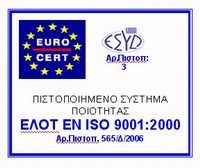 EURO
CERT
ΕΣΥΔ
Αρ.Πιστοπ:
3
ΠΙΣΤΟΠΟΙΗΜΕΝΟ ΣΥΣΤΗΜΑ
ΠΟΙΟΤΗΤΑΣ
ΕΛΟΤ ΕΝ ISO 9001:2000
Αρ.Πιστοπ. 565/Δ/2006